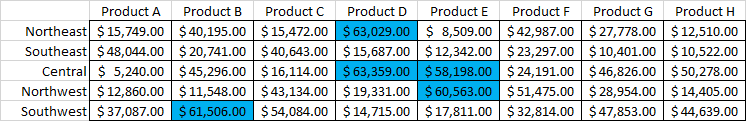 Product A Product B Product C Product D Product E Product F Product G Product H
Northeast $ 15,749.00 $ 40,195.00 $ 15,472.00 $ 63,029.00 $ 8,509.00 $ 42,987.00 $ 27,778.00 $ 12,510.00
Southeast $ 48,044.00 $ 20,741.00 $ 40,643.00 $ 15,687.00 $ 12,342.00 $ 23,297.00 $ 10,401.00 $ 10,522.00
Central $ 5,240.00 $ 45,296.00 $ 16,114.00 $ 63,359.00 $ 58,198.00 $ 24,191.00 $ 46,826.00 $ 50,278.00
Northwest $ 12,860.00 $ 11,548.00 $ 43,134.00 $ 19,331.00 $ 60,563.00 $ 51,475.00 $ 28,954.00 $ 14,405.00
Southwest $ 37,087.00 $ 61,506.00 $ 54,084.00 $ 14,715.00 $ 17,811.00 $ 32,814.00 $ 47,853.00 $ 44,639.00